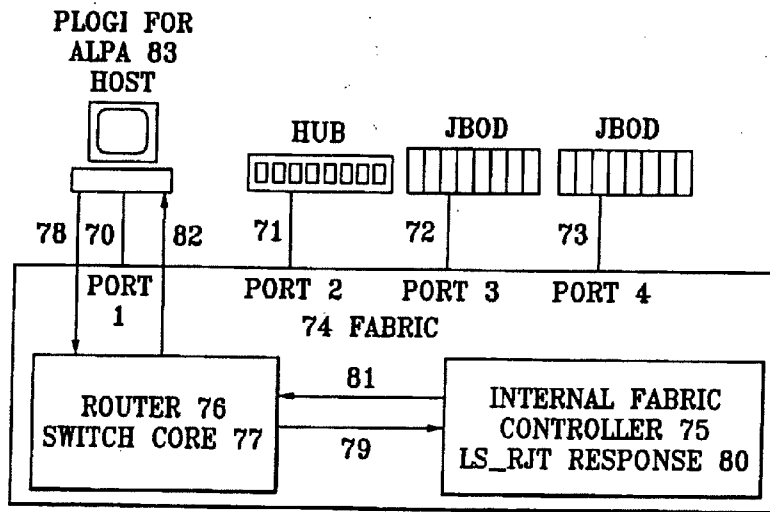 PLOGI FOR
ALPA 83
HOST
HUB
JBOD
JBOD
78
70
82
71
72
73
PORT
1
PORT 2
PORT 3
PORT 4
74 FABRIC
ROUTER 76
SWITCH CORE 77
81
79
INTERNAL FABRIC
CONTROLLER 75
LS_RJT RESPONSE 80